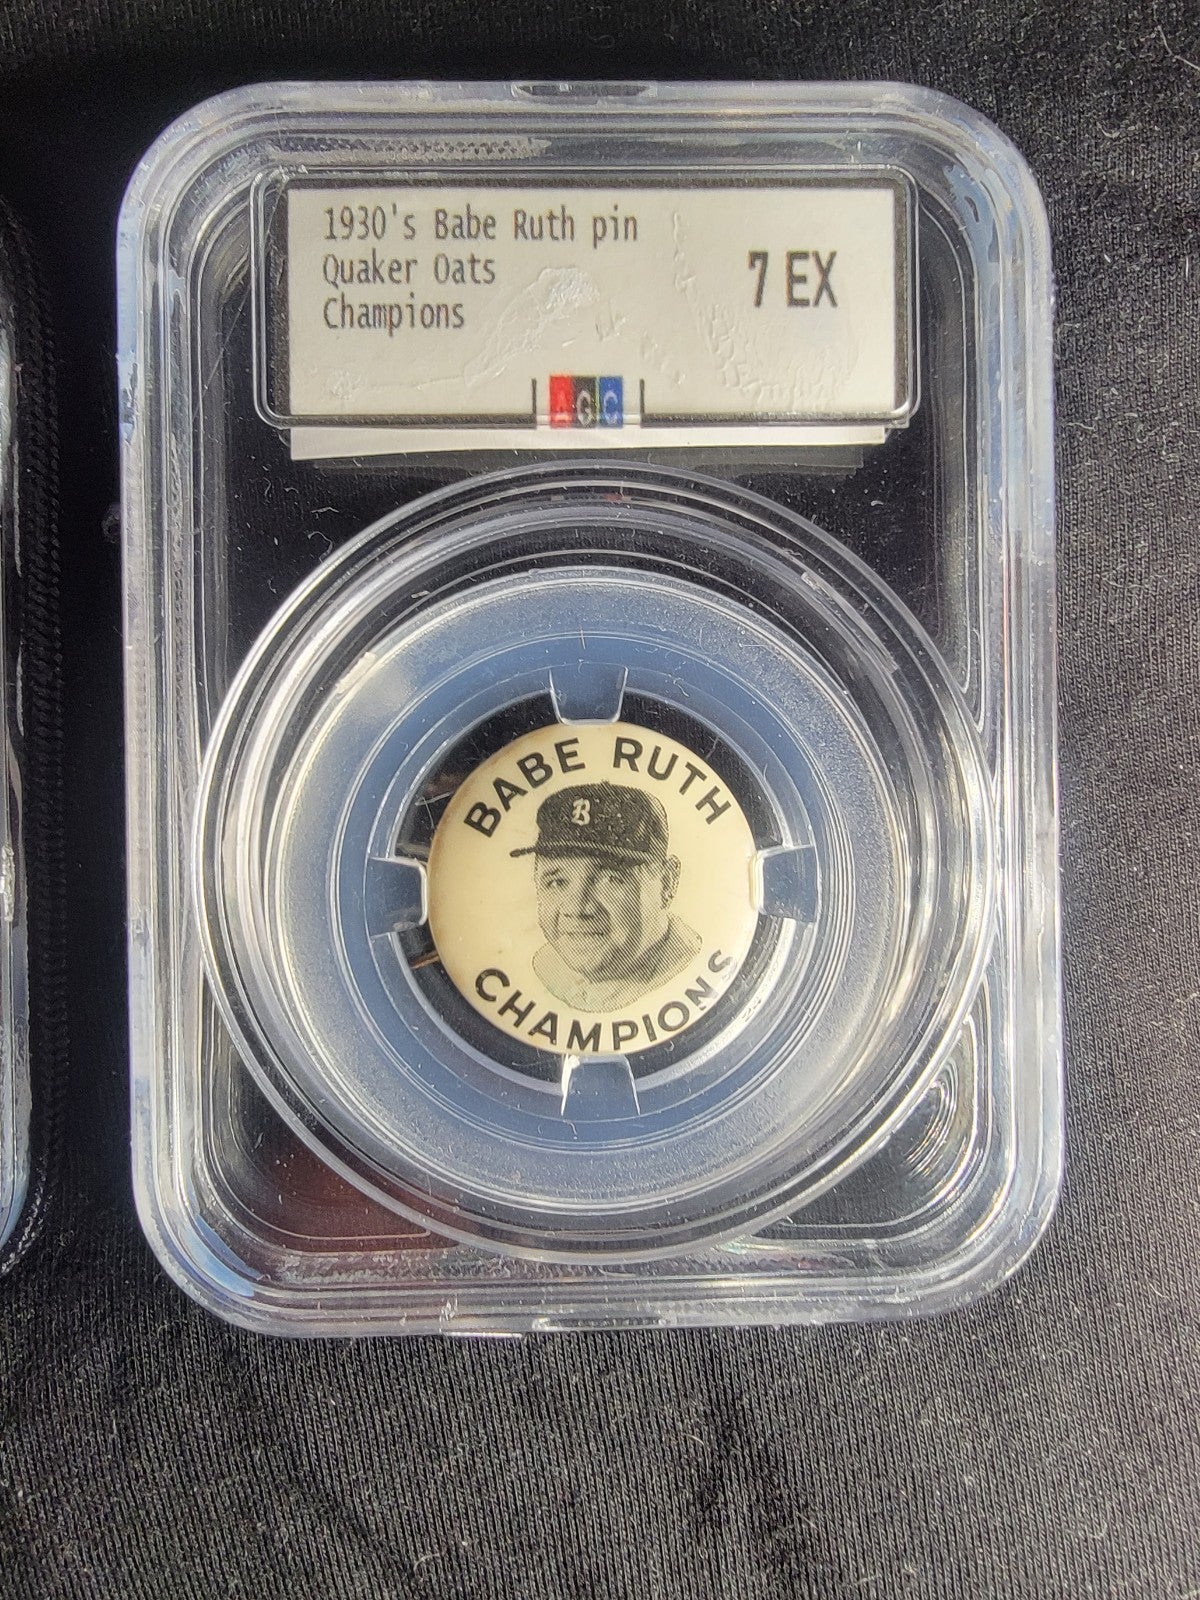 1930's Babe Ruth pin
Quaker Oats
Champions
7 EX
AGC
BABE RUTH
B
CHAMPIONS